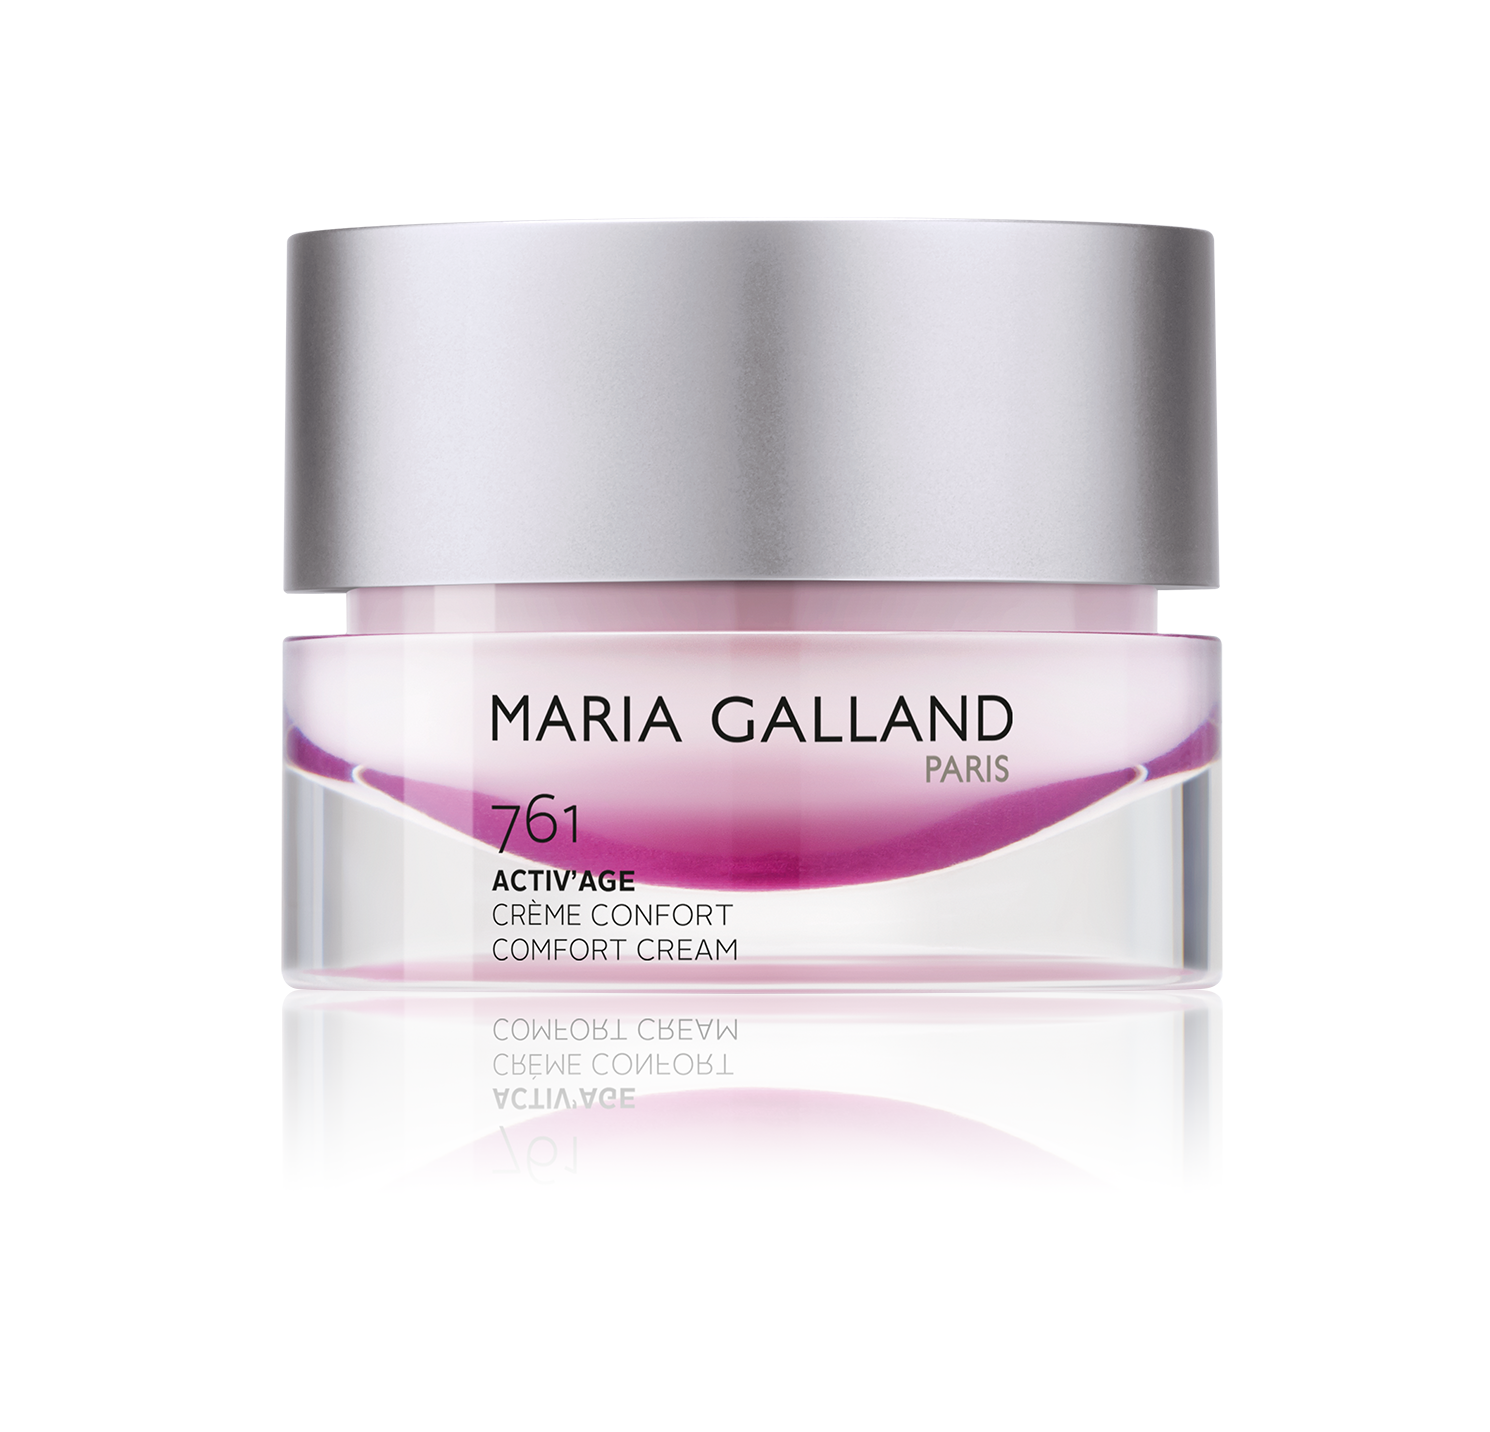 MARIA GALLAND
PARIS
761
ACTIV'AGE
CRÈME CONFORT
COMFORT CREAM